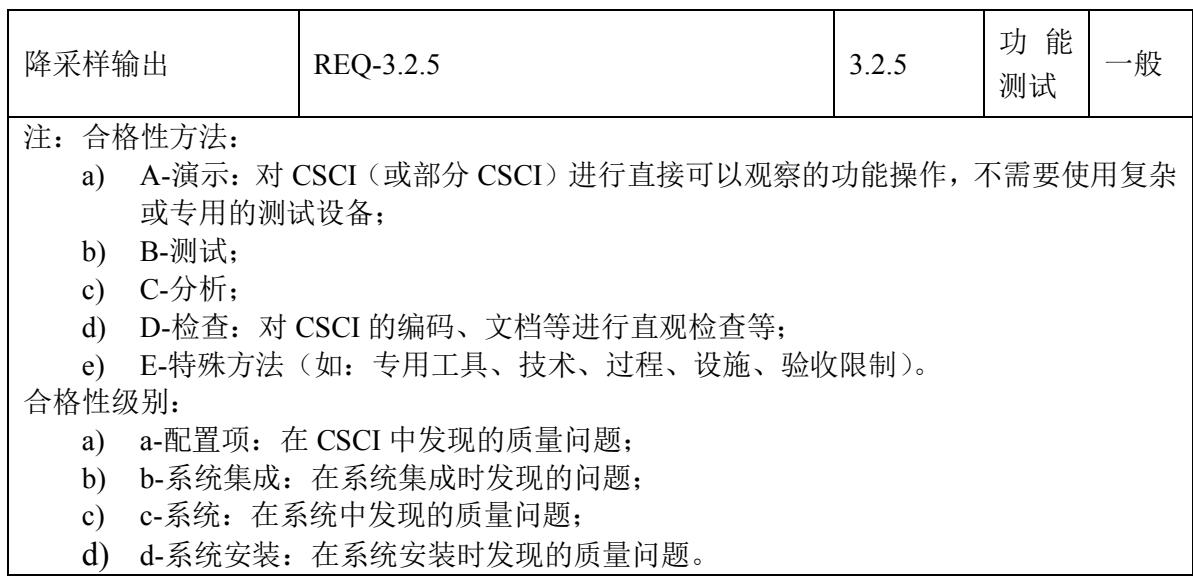 降采样输出 REQ-3.2.5 3.2.5 功能测试 一般
注：合格性方法：
a) A-演示：对 CSCI（或部分 CSCI）进行直接可以观察的功能操作，不需要使用复杂
或专用的测试设备；
b) B-测试；
c) C-分析；
d) D-检查：对 CSCI 的编码、文档等进行直观检查等；
e) E-特殊方法（如：专用工具、技术、过程、设施、验收限制）。
合格性级别：
a) a-配置项：在 CSCI 中发现的质量问题；
b) b-系统集成：在系统集成时发现的问题；
c) c-系统：在系统中发现的质量问题；
d) d-系统安装：在系统安装时发现的质量问题。